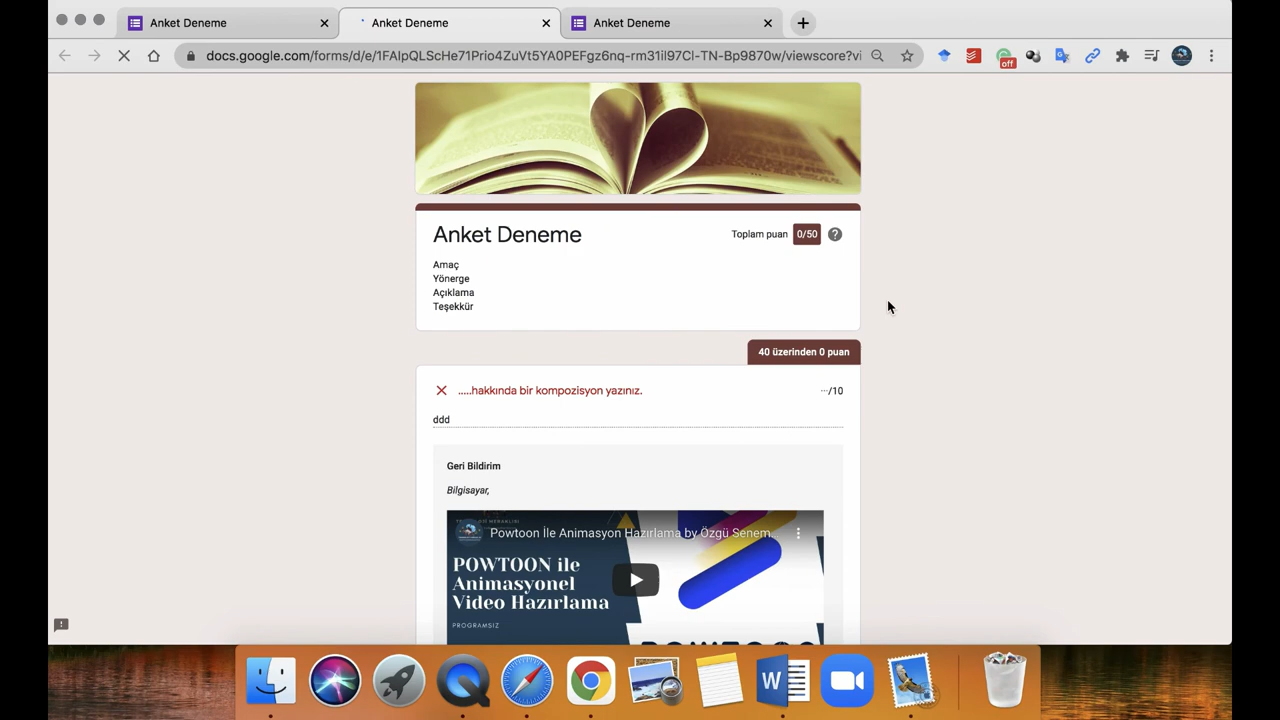 Anket Deneme
Anket Deneme
Anket Deneme
docs.google.com/forms/d/e/1FAIpQLScHe71Prio4ZuVt5YA0PEFgz6nq-rm31il97Cl-TN-Bp9870w/viewscore?vi
off
Anket Deneme
Toplam puan 0/50
Amaç
Yönerge
Açıklama
Teşekkür
40 üzerinden 0 puan
.....hakkında bir kompozisyon yazınız.
···/10
ddd
Geri Bildirim
Bilgisayar,
Powtoon İle Animasyon Hazırlama by Özgü Senem...
POWTOON ile
Animasyonel
Video Hazırlama
PROGRAMSIZ
W